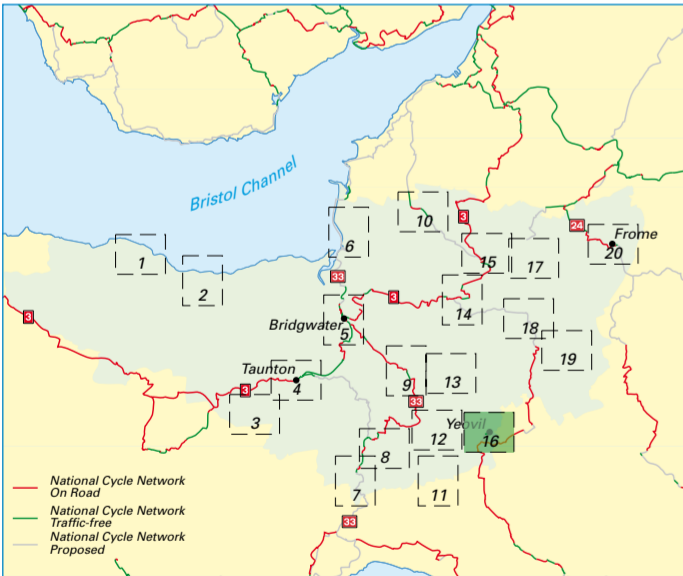 Bristol Channel
10
3
24
Frome
6
1
15
17
20
33
2
3
3
14
Bridgwater
5
18
Taunton
19
3
4
9
13
33
3
Yeovil
12
16
8
7
11
33
National Cycle Network
On Road
National Cycle Network
Traffic-free
National Cycle Network
Proposed